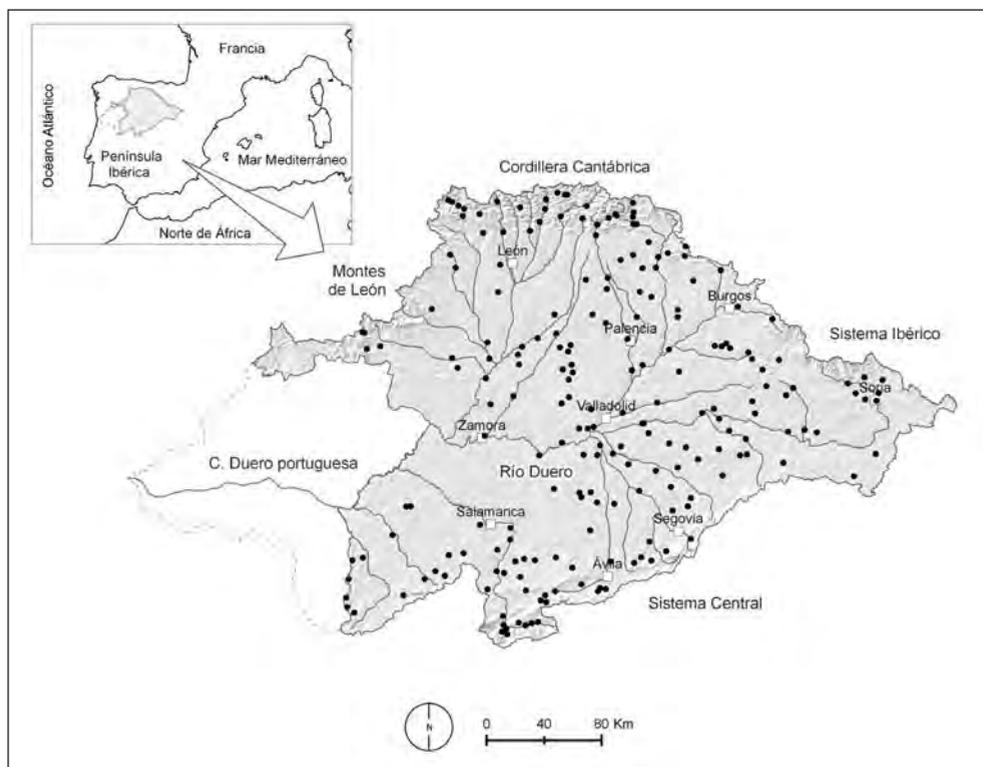 Francia
Océano Atlántico
Península
Ibérica
Mar Mediterráneo
Norte de África
Cordillera Cantábrica
León
Montes
de León
Burgos
Palencia
Sistema Ibérico
Soria
Valladolid
Zamora
C. Duero portuguesa
Río Duero
Salamanca
Segovia
Ávila
Sistema Central
N
0 40 80 Km